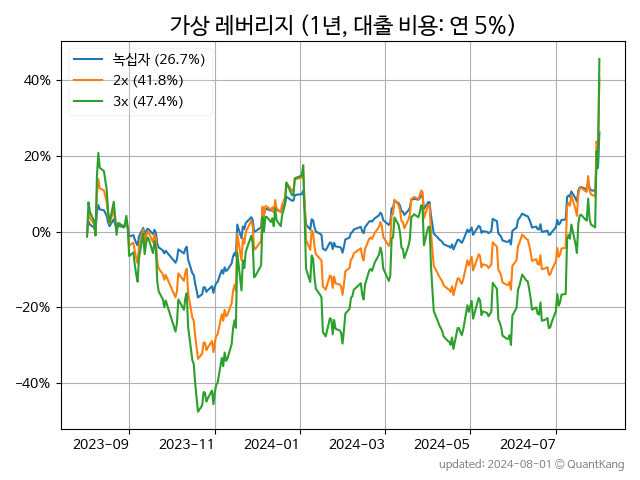 가상 레버리지 (1년, 대출 비용: 연 5%)
녹십자 (26.7%)
2x (41.8%)
3x (47.4%)
40%
20%
0%
−20%
−40%
2023-09
2023-11
2024-01
2024-03
2024-05
2024-07
updated: 2024-08-01 © QuantKang